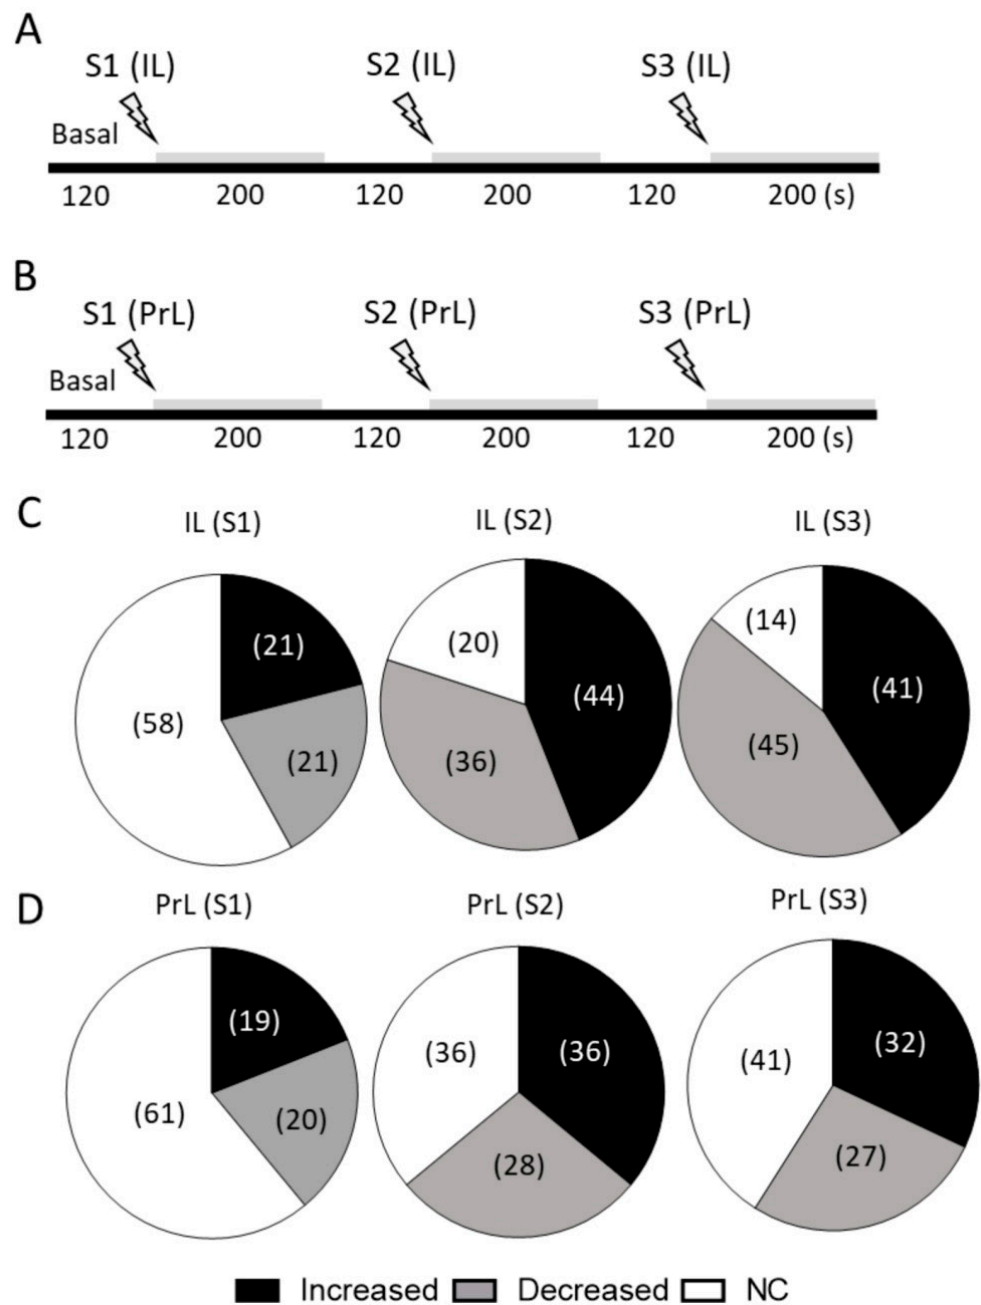 A
S1 (IL) S2 (IL) S3 (IL)
Basal
120 200 120 200 120 200 (s)
B
S1 (PrL) S2 (PrL) S3 (PrL)
Basal
120 200 120 200 120 200 (s)
C
IL (S1) IL (S2) IL (S3)
(21) (20) (14)
(58) (44) (41)
(21) (36) (45)
D
PrL (S1) PrL (S2) PrL (S3)
(19) (36) (36) (41) (32)
(61) (20) (28) (27)
Increased Decreased NC